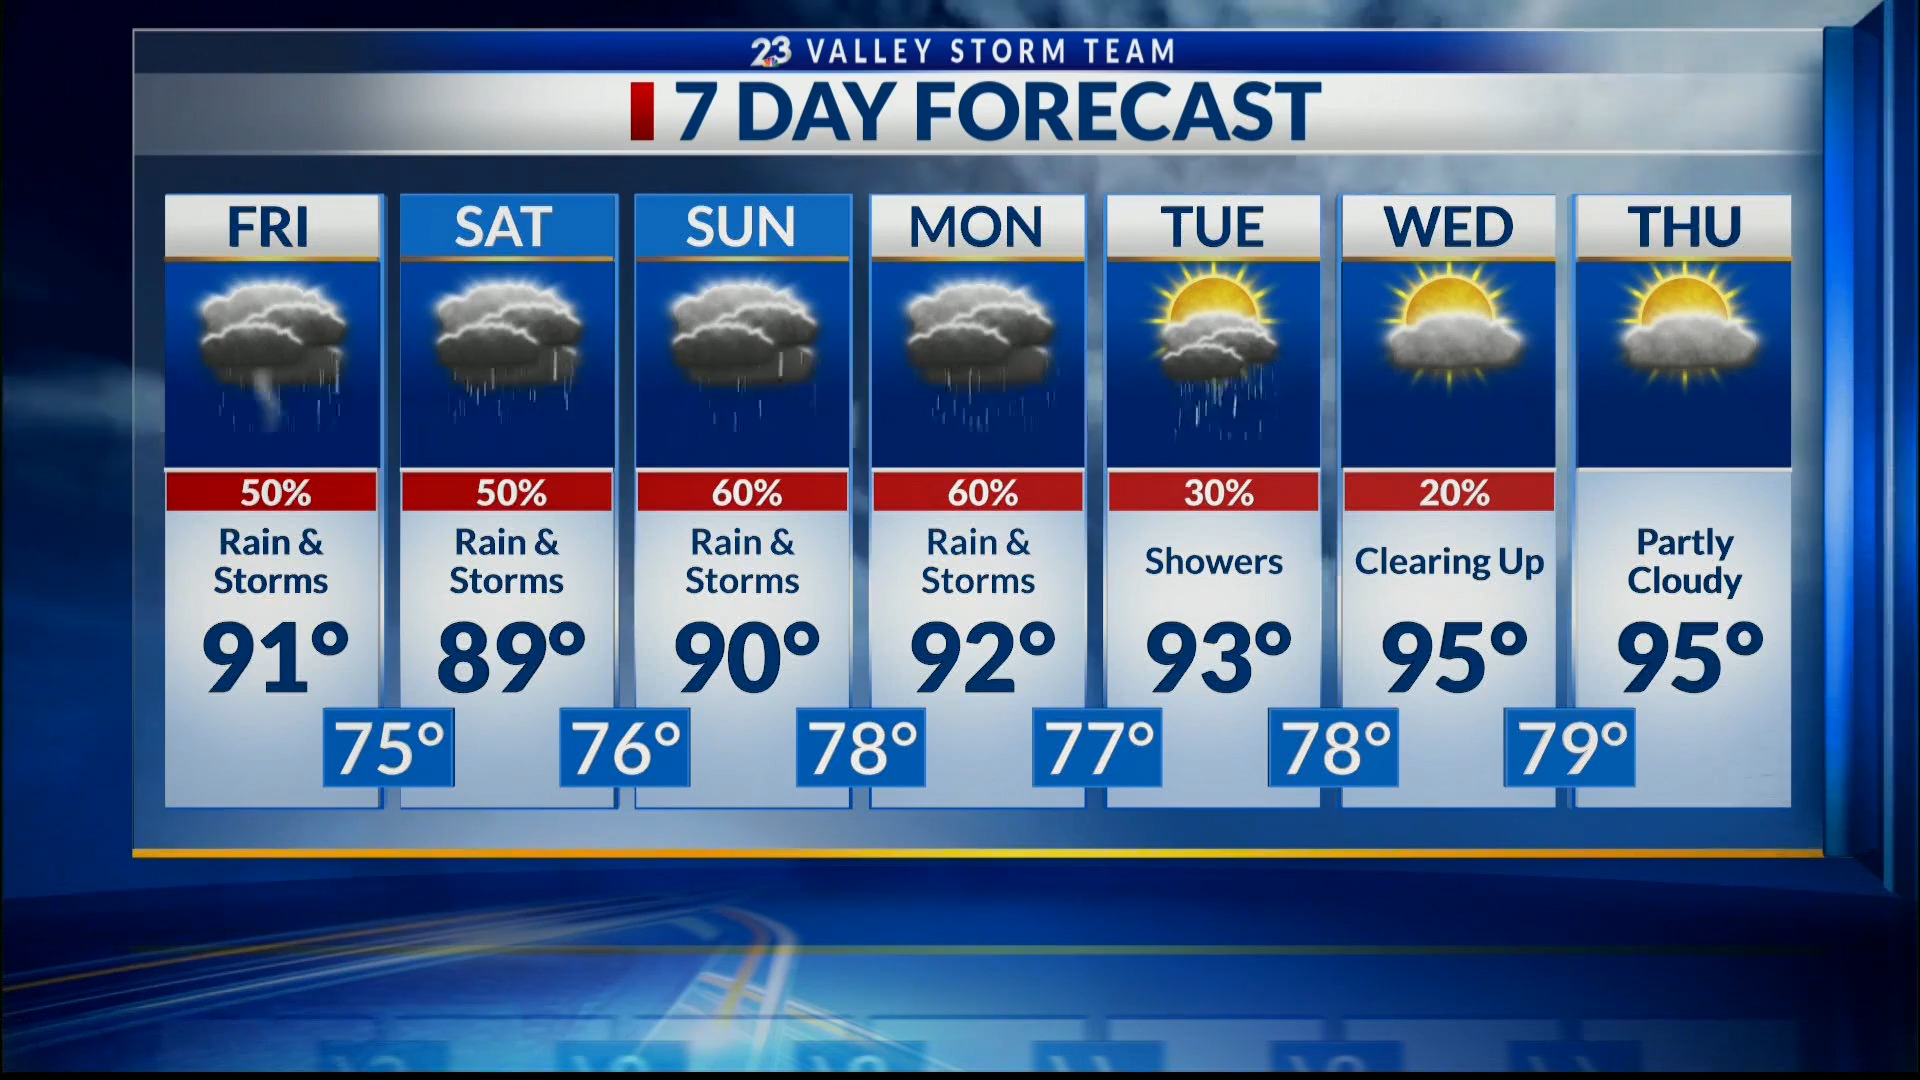 23 VALLEY STORM TEAM
7 DAY FORECAST
FRI
SAT
SUN
MON
TUE
WED
THU
50%
50%
60%
60%
30%
20%
Rain &
Storms
Rain &
Storms
Rain &
Storms
Rain &
Storms
Showers
Clearing Up
Partly
Cloudy
91°
89°
90°
92°
93°
95°
95°
75°
76°
78°
77°
78°
79°